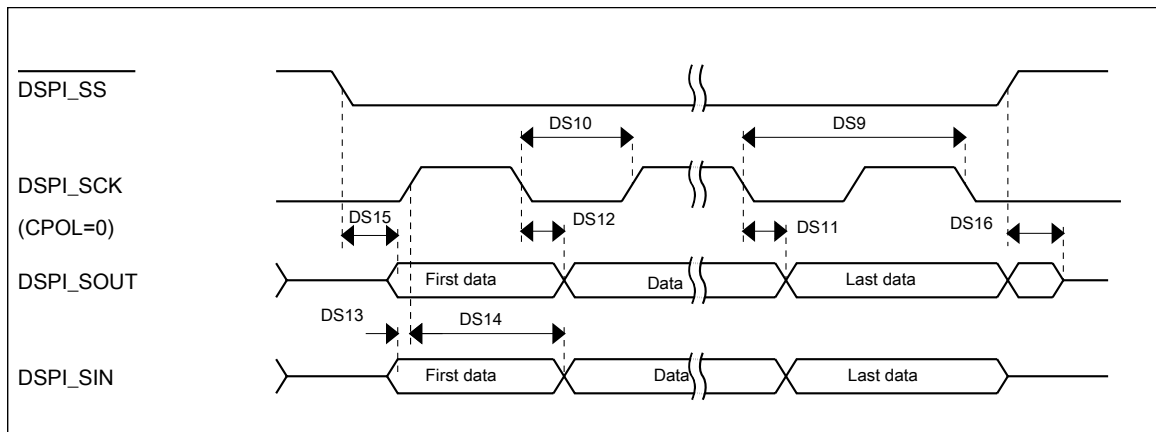 DSPI_SS
DS10
DS9
DSPI_SCK
(CPOL=0)
DS15
DS12
DS11
DS16
DSPI_SOUT
First data
Data
Last data
DS13
DS14
DSPI_SIN
First data
Data
Last data